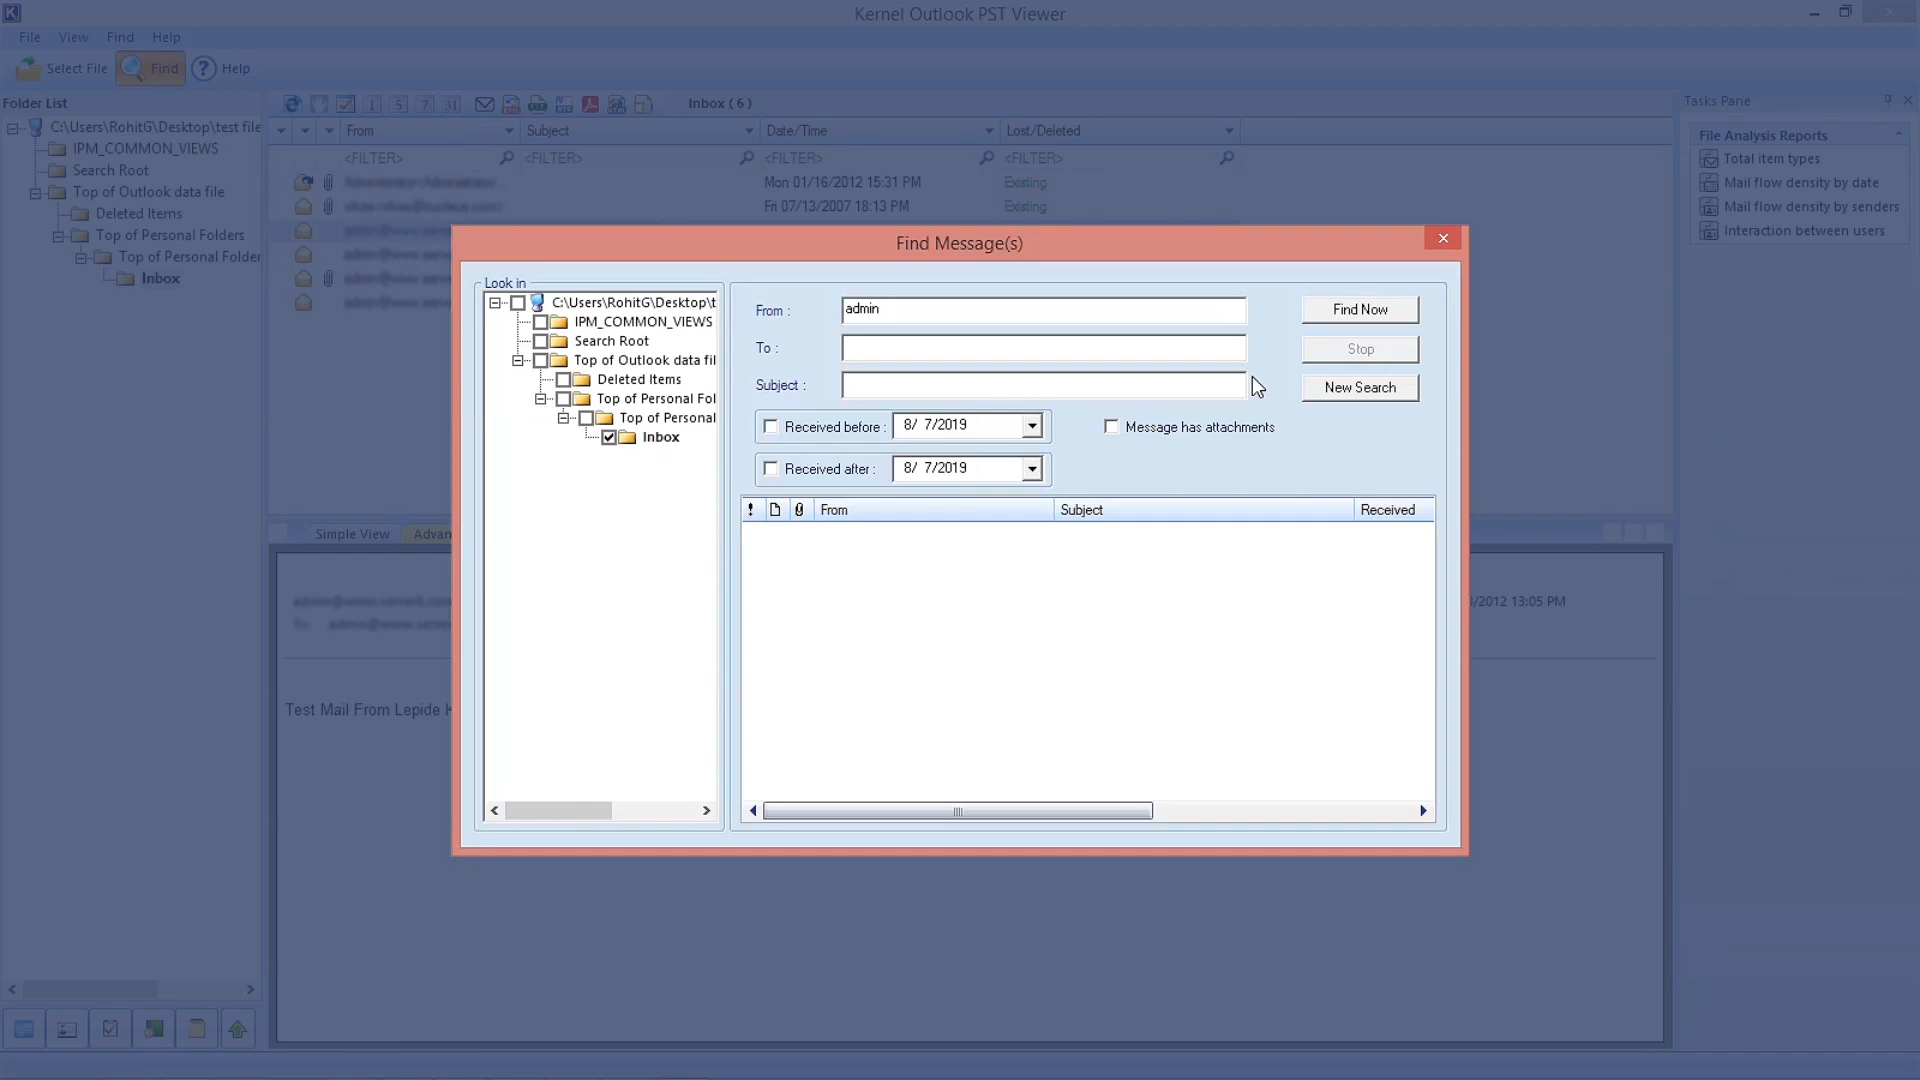 Kernel Outlook PST Viewer
File View Find Help
Select File Find Help
Folder List
C:\Users\RohitG\Desktop\test file
IPM_COMMON_VIEWS
Search Root
Top of Outlook data file
Deleted Items
Top of Personal Folders
Top of Personal Folder
Inbox
Inbox ( 6 )
From Subject Date/Time Lost/Deleted
<FILTER> <FILTER> <FILTER> <FILTER>
Mon 01/16/2012 15:31 PM Existing
Fri 07/13/2007 18:13 PM Existing
Tasks Pane
File Analysis Reports
Total item types
Mail flow density by date
Mail flow density by senders
Interaction between users
Find Message(s)
Look in
C:\Users\RohitG\Desktop\t
IPM_COMMON_VIEWS
Search Root
Top of Outlook data fil
Deleted Items
Top of Personal Fol
Top of Personal
Inbox
From : admin Find Now
To : Stop
Subject : New Search
Received before : 8/ 7/2019 Message has attachments
Received after : 8/ 7/2019
From Subject Received
Simple View Advan
/2012 13:05 PM
To:
Test Mail From Lepide K